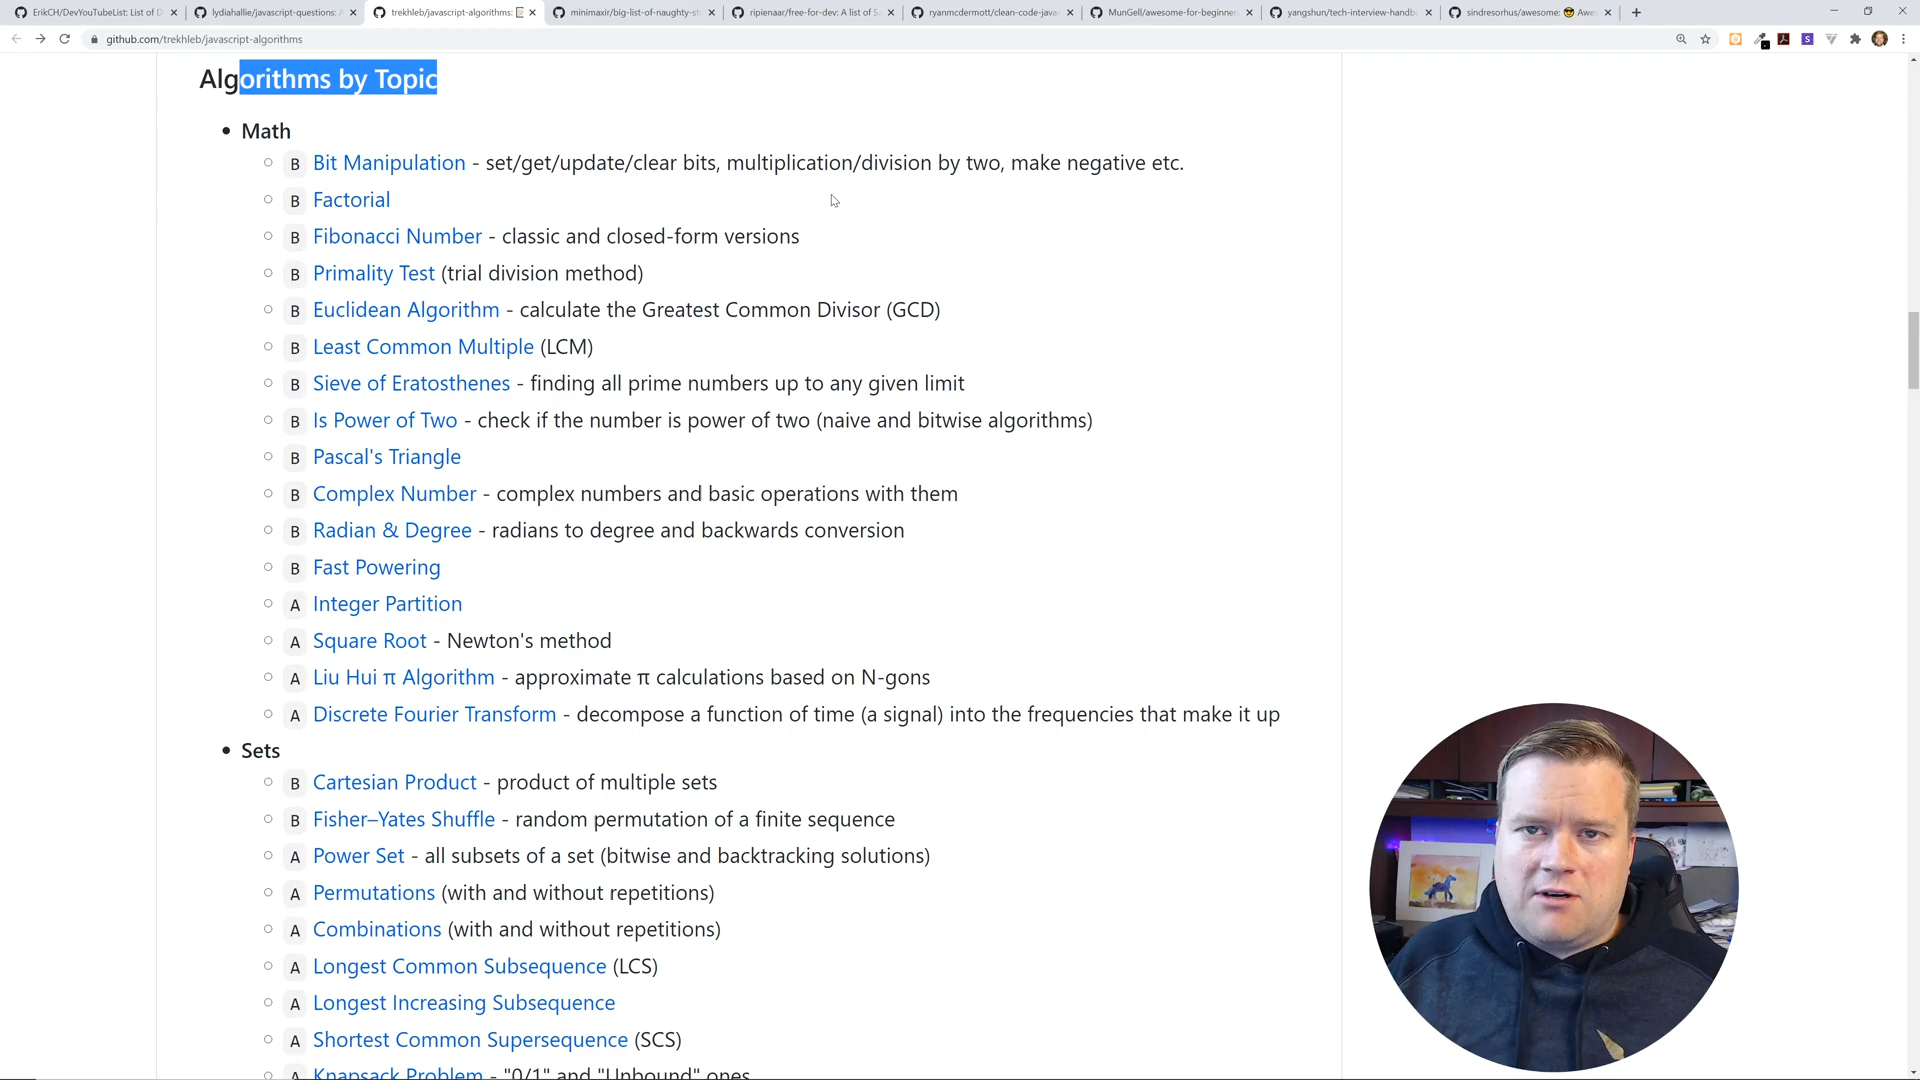 ErikCH/DevYouTubeList: List of D
lydiahallie/javascript-questions: A
trekhleb/javascript-algorithms:
minimaxir/big-list-of-naughty-st
ripienaar/free-for-dev: A list of S
ryanmcdermott/clean-code-java
MunGell/awesome-for-beginner
yangshun/tech-interview-handb
sindresorhus/awesome: 😎 Awe
github.com/trekhleb/javascript-algorithms
Algorithms by Topic
Math
B Bit Manipulation - set/get/update/clear bits, multiplication/division by two, make negative etc.
B Factorial
B Fibonacci Number - classic and closed-form versions
B Primality Test (trial division method)
B Euclidean Algorithm - calculate the Greatest Common Divisor (GCD)
B Least Common Multiple (LCM)
B Sieve of Eratosthenes - finding all prime numbers up to any given limit
B Is Power of Two - check if the number is power of two (naive and bitwise algorithms)
B Pascal's Triangle
B Complex Number - complex numbers and basic operations with them
B Radian & Degree - radians to degree and backwards conversion
B Fast Powering
A Integer Partition
A Square Root - Newton's method
A Liu Hui π Algorithm - approximate π calculations based on N-gons
A Discrete Fourier Transform - decompose a function of time (a signal) into the frequencies that make it up
Sets
B Cartesian Product - product of multiple sets
B Fisher–Yates Shuffle - random permutation of a finite sequence
A Power Set - all subsets of a set (bitwise and backtracking solutions)
A Permutations (with and without repetitions)
A Combinations (with and without repetitions)
A Longest Common Subsequence (LCS)
A Longest Increasing Subsequence
A Shortest Common Supersequence (SCS)
A Knapsack Problem - "0/1" and "Unbound" ones